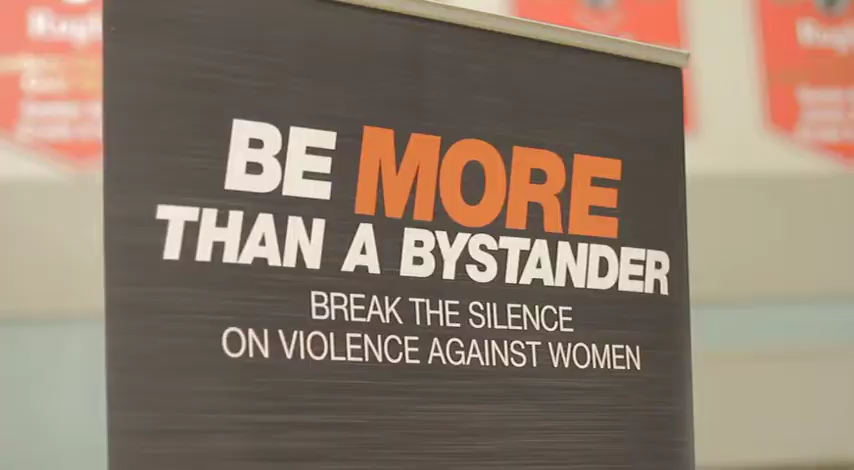 BE MORE
THAN A BYSTANDER
BREAK THE SILENCE
ON VIOLENCE AGAINST WOMEN